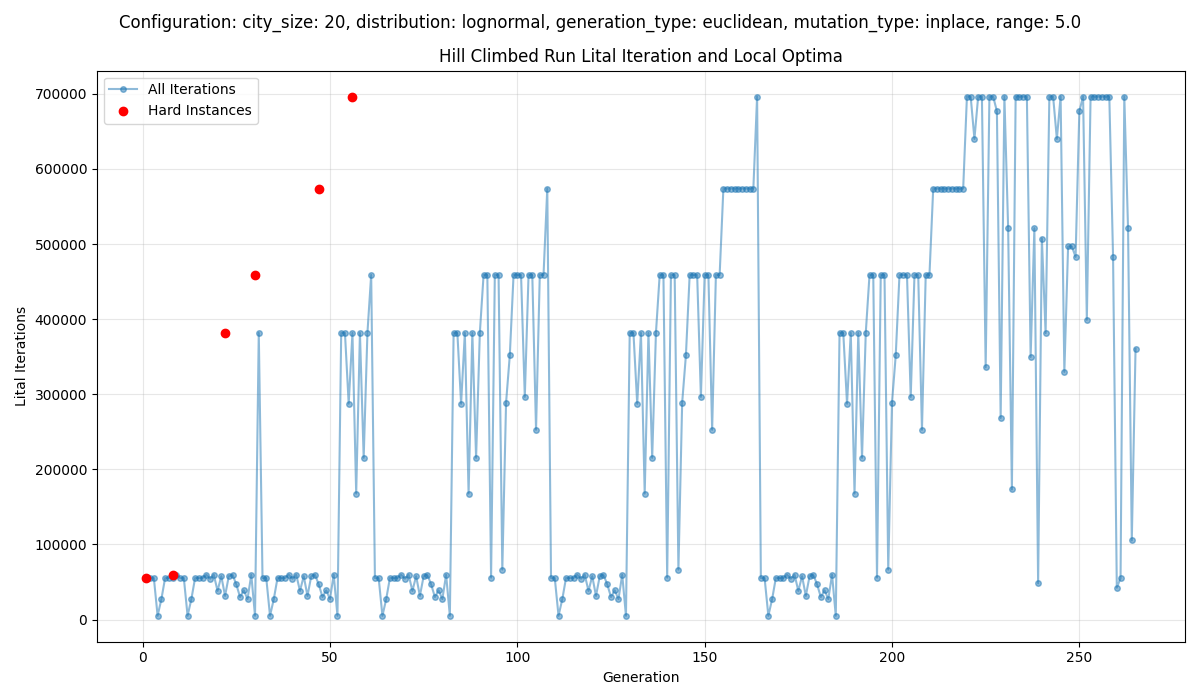 Configuration: city_size: 20, distribution: lognormal, generation_type: euclidean, mutation_type: inplace, range: 5.0
Hill Climbed Run Lital Iteration and Local Optima
All Iterations
Hard Instances
700000
600000
500000
400000
300000
200000
100000
0
Lital Iterations
0 50 100 150 200 250
Generation